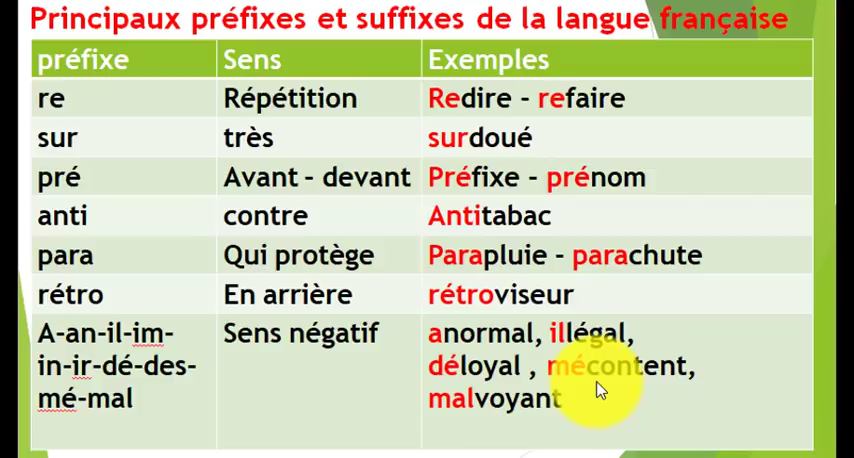 Principaux préfixes et suffixes de la langue française
préfixe Sens Exemples
re Répétition Redire - refaire
sur très surdoué
pré Avant - devant Préfixe - prénom
anti contre Antitabac
para Qui protège Parapluie - parachute
rétro En arrière rétroviseur
A-an-il-im- Sens négatif anormal, illégal,
in-ir-dé-des- déloyal , mécontent,
mé-mal malvoyant